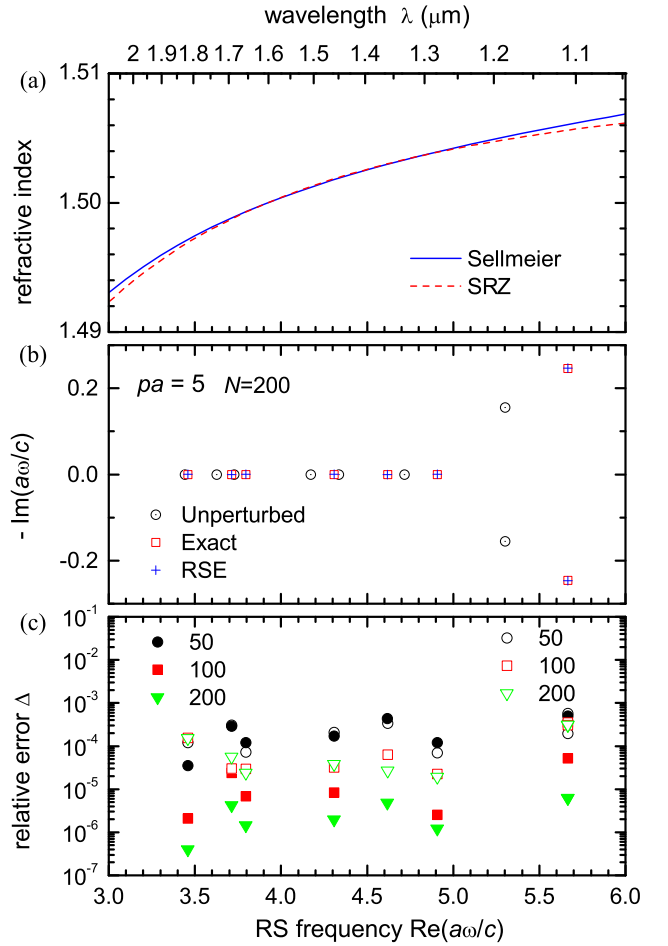 wavelength λ (μm)
2 1.9 1.8 1.7 1.6 1.5 1.4 1.3 1.2 1.1
(a)
1.51
1.50
1.49
refractive index
Sellmeier
SRZ
(b)
0.2
0.0
-0.2
- Im(aω/c)
pa = 5 N=200
Unperturbed
Exact
RSE
(c)
10⁻¹
10⁻²
10⁻³
10⁻⁴
10⁻⁵
10⁻⁶
10⁻⁷
relative error Δ
50 50
100 100
200 200
3.0 3.5 4.0 4.5 5.0 5.5 6.0
RS frequency Re(aω/c)